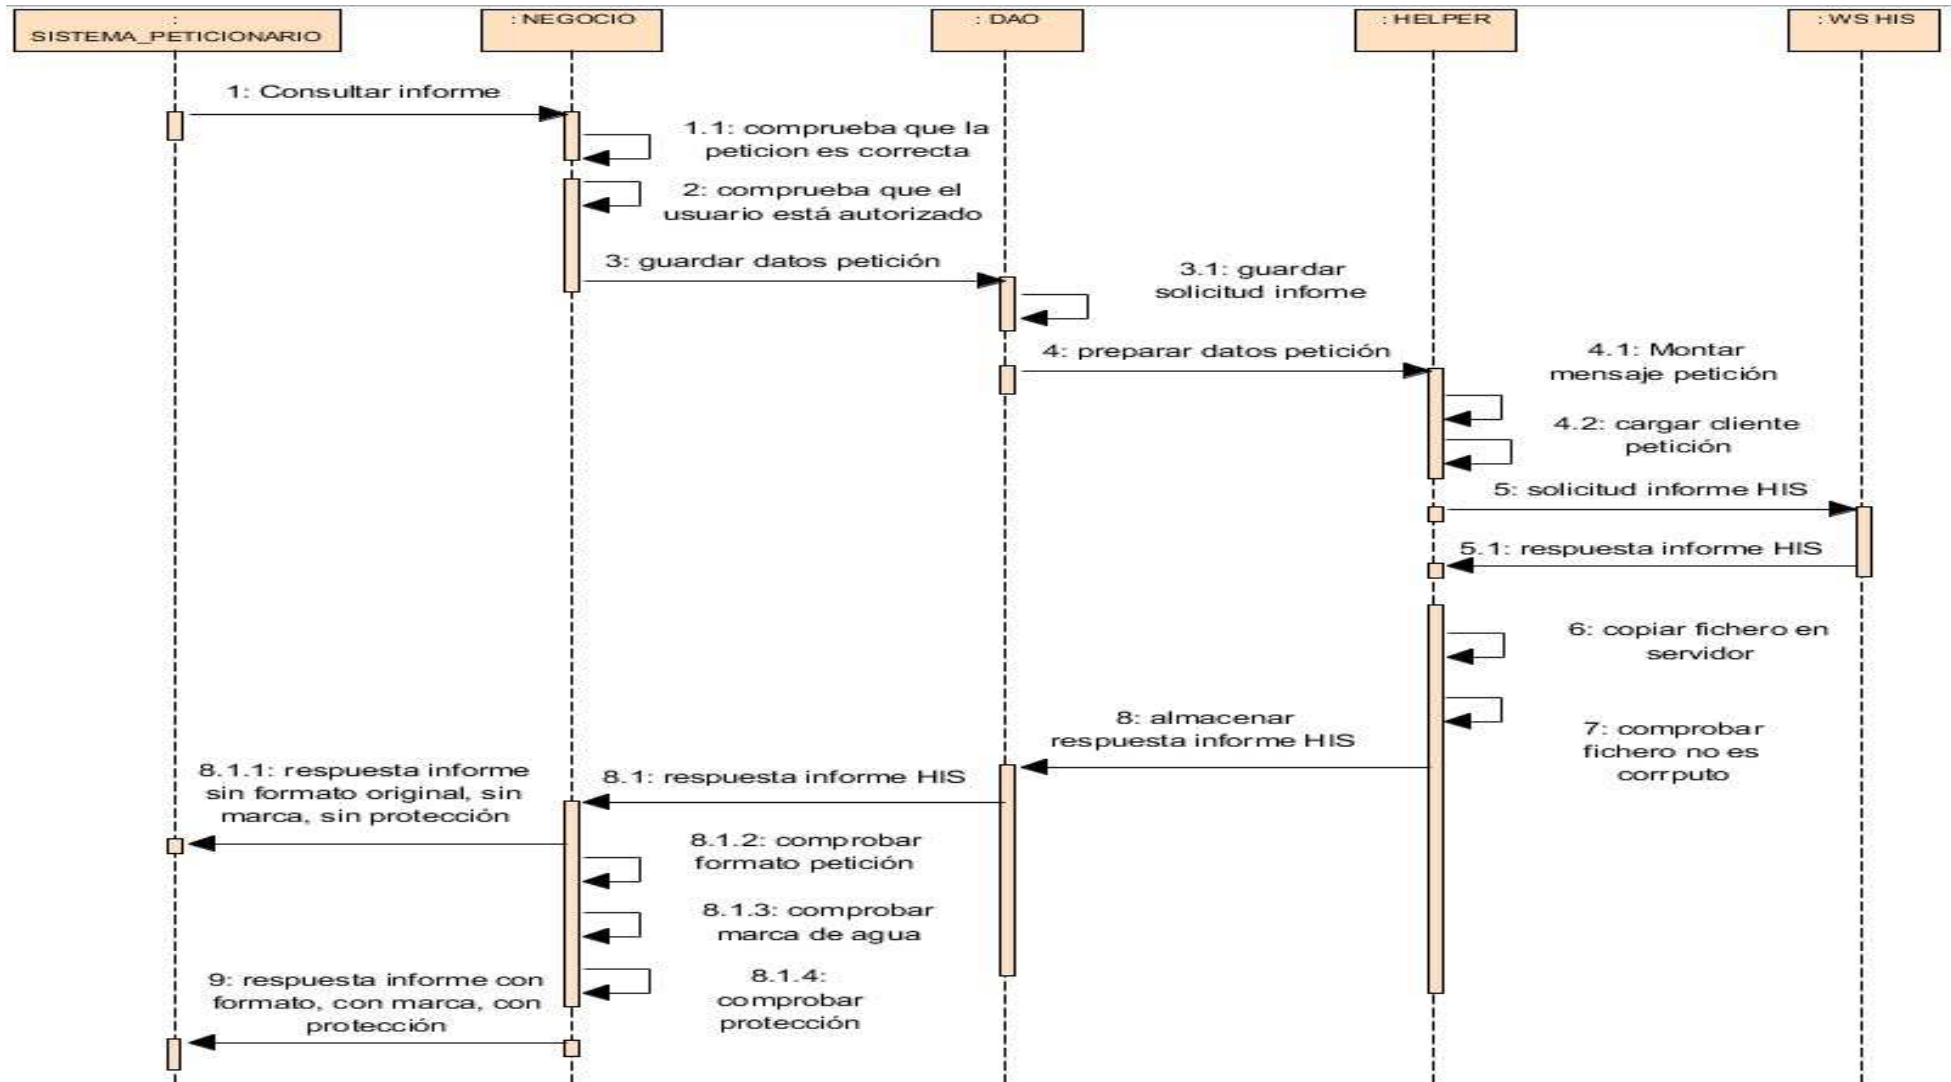 :
SISTEMA_PETICIONARIO
: NEGOCIO
: DAO
: HELPER
: WS HIS
1: Consultar informe
1.1: comprueba que la
peticion es correcta
2: comprueba que el
usuario está autorizado
3: guardar datos petición
3.1: guardar
solicitud infome
4: preparar datos petición
4.1: Montar
mensaje petición
4.2: cargar cliente
petición
5: solicitud informe HIS
5.1: respuesta informe HIS
6: copiar fichero en
servidor
7: comprobar
fichero no es
corrputo
8: almacenar
respuesta informe HIS
8.1: respuesta informe HIS
8.1.1: respuesta informe
sin formato original, sin
marca, sin protección
8.1.2: comprobar
formato petición
8.1.3: comprobar
marca de agua
8.1.4:
comprobar
protección
9: respuesta informe con
formato, con marca, con
protección